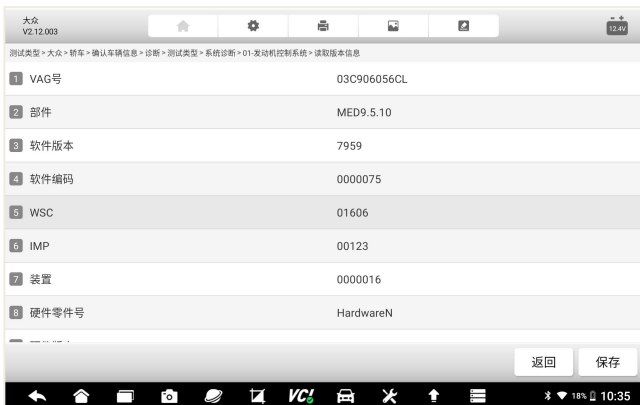 大众
V2.12.003
12.4V
测试类型 > 大众 > 轿车 > 确认车辆信息 > 诊断 > 测试类型 > 系统诊断 > 01-发动机控制系统 > 读取版本信息
1 VAG号 03C906056CL
2 部件 MED9.5.10
3 软件版本 7959
4 软件编码 0000075
5 WSC 01606
6 IMP 00123
7 装置 0000016
8 硬件零件号 HardwareN
返回 保存
VCI 18% 10:35